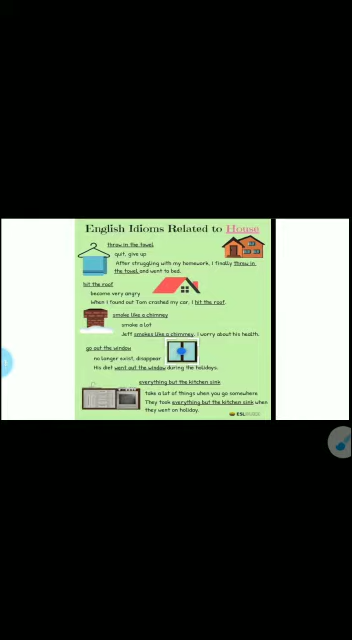 English Idioms Related to House
throw in the towel
quit, give up
After struggling with my homework, I finally throw in
the towel and went to bed.
hit the roof
become very angry
When I found out Tom crashed my car, I hit the roof.
smoke like a chimney
smoke a lot
Jeff smokes like a chimney. I worry about his health.
go out the window
no longer exist, disappear
His diet went out the window during the holidays.
everything but the kitchen sink
take a lot of things when you go somewhere
They took everything but the kitchen sink when
they went on holiday.
ESL